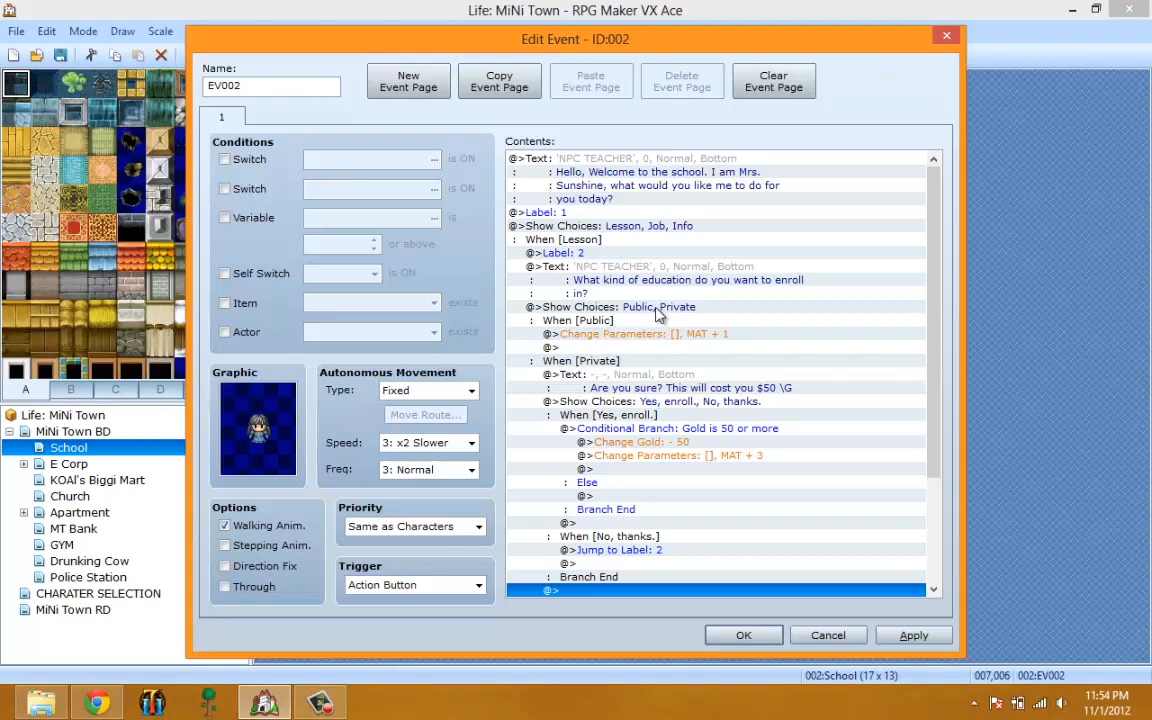 Life: MiNi Town - RPG Maker VX Ace
File Edit Mode Draw Scale
Edit Event - ID:002
Name:
EV002
New Event Page
Copy Event Page
Paste Event Page
Delete Event Page
Clear Event Page
1
Conditions
Switch ... is ON
Switch ... is ON
Variable ... is
or above
Self Switch is ON
Item exists
Actor exists
Graphic
Autonomous Movement
Type: Fixed
Move Route...
Speed: 3: x2 Slower
Freq: 3: Normal
Options
Walking Anim.
Stepping Anim.
Direction Fix
Through
Priority
Same as Characters
Trigger
Action Button
Contents:
@>Text: 'NPC TEACHER', 0, Normal, Bottom
: : Hello, Welcome to the school. I am Mrs.
: : Sunshine, what would you like me to do for
: : you today?
@>Label: 1
@>Show Choices: Lesson, Job, Info
: When [Lesson]
@>Label: 2
@>Text: 'NPC TEACHER', 0, Normal, Bottom
: : What kind of education do you want to enroll
: : in?
@>Show Choices: Public, Private
: When [Public]
@>Change Parameters: [], MAT + 1
@>
: When [Private]
@>Text: -, -, Normal, Bottom
: : Are you sure? This will cost you $50 \G
@>Show Choices: Yes, enroll., No, thanks.
: When [Yes, enroll.]
@>Conditional Branch: Gold is 50 or more
@>Change Gold: - 50
@>Change Parameters: [], MAT + 3
@>
: Else
@>
: Branch End
@>
: When [No, thanks.]
@>Jump to Label: 2
@>
: Branch End
@>
OK
Cancel
Apply
A B C D
Life: MiNi Town
MiNi Town BD
School
E Corp
KOAI's Biggi Mart
Church
Apartment
MT Bank
GYM
Drunking Cow
Police Station
CHARATER SELECTION
MiNi Town RD
002:School (17 x 13)
007,006
002:EV002
11:54 PM
11/1/2012